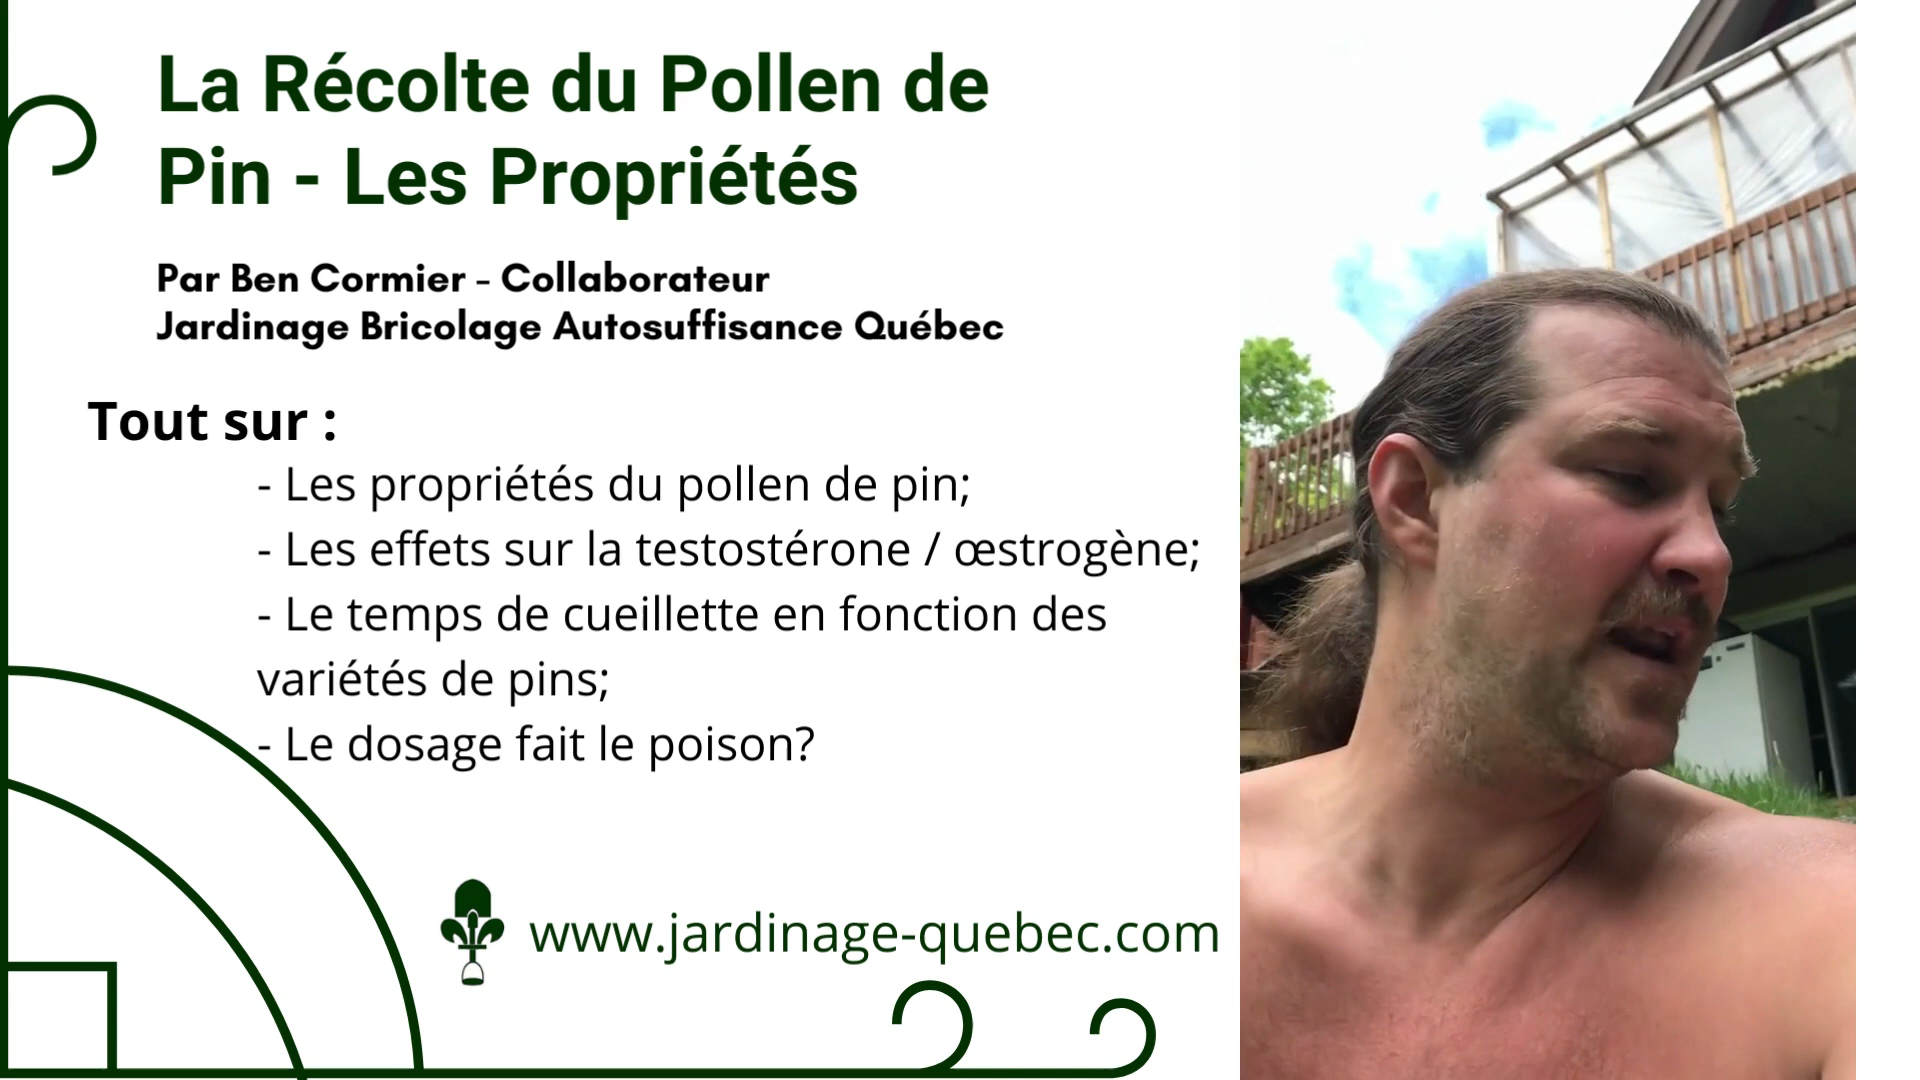 La Récolte du Pollen de
Pin - Les Propriétés
Par Ben Cormier - Collaborateur
Jardinage Bricolage Autosuffisance Québec
Tout sur :
- Les propriétés du pollen de pin;
- Les effets sur la testostérone / œstrogène;
- Le temps de cueillette en fonction des
variétés de pins;
- Le dosage fait le poison?
www.jardinage-quebec.com